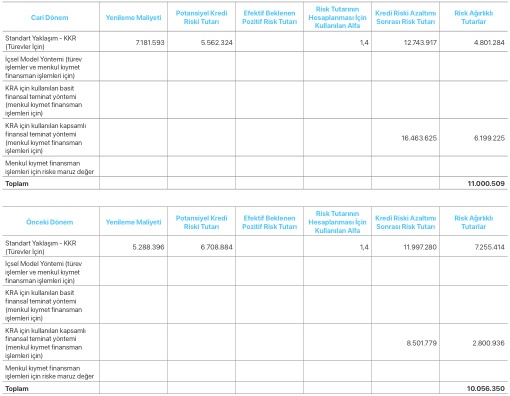 Cari Dönem Yenileme Maliyeti Potansiyel Kredi Riski Tutarı Efektif Beklenen Pozitif Risk Tutarı Risk Tutarının Hesaplanması İçin Kullanılan Alfa Kredi Riski Azaltımı Sonrası Risk Tutarı Risk Ağırlıklı Tutarlar
Standart Yaklaşım - KKR
(Türevler İçin) 7.181.593 5.562.324 1,4 12.743.917 4.801.284
İçsel Model Yöntemi (türev
işlemler ve menkul kıymet
finansman işlemleri için)
KRA için kullanılan basit
finansal teminat yöntemi
(menkul kıymet finansman
işlemleri için)
KRA için kullanılan kapsamlı
finansal teminat yöntemi
(menkul kıymet finansman
işlemleri için) 16.463.625 6.199.225
Menkul kıymet finansman
işlemleri için riske maruz değer
Toplam 11.000.509
Önceki Dönem Yenileme Maliyeti Potansiyel Kredi Riski Tutarı Efektif Beklenen Pozitif Risk Tutarı Risk Tutarının Hesaplanması İçin Kullanılan Alfa Kredi Riski Azaltımı Sonrası Risk Tutarı Risk Ağırlıklı Tutarlar
Standart Yaklaşım - KKR
(Türevler İçin) 5.288.396 6.708.884 1,4 11.997.280 7.255.414
İçsel Model Yöntemi (türev
işlemler ve menkul kıymet
finansman işlemleri için)
KRA için kullanılan basit
finansal teminat yöntemi
(menkul kıymet finansman
işlemleri için)
KRA için kullanılan kapsamlı
finansal teminat yöntemi
(menkul kıymet finansman
işlemleri için) 8.501.779 2.800.936
Menkul kıymet finansman
işlemleri için riske maruz değer
Toplam 10.056.350